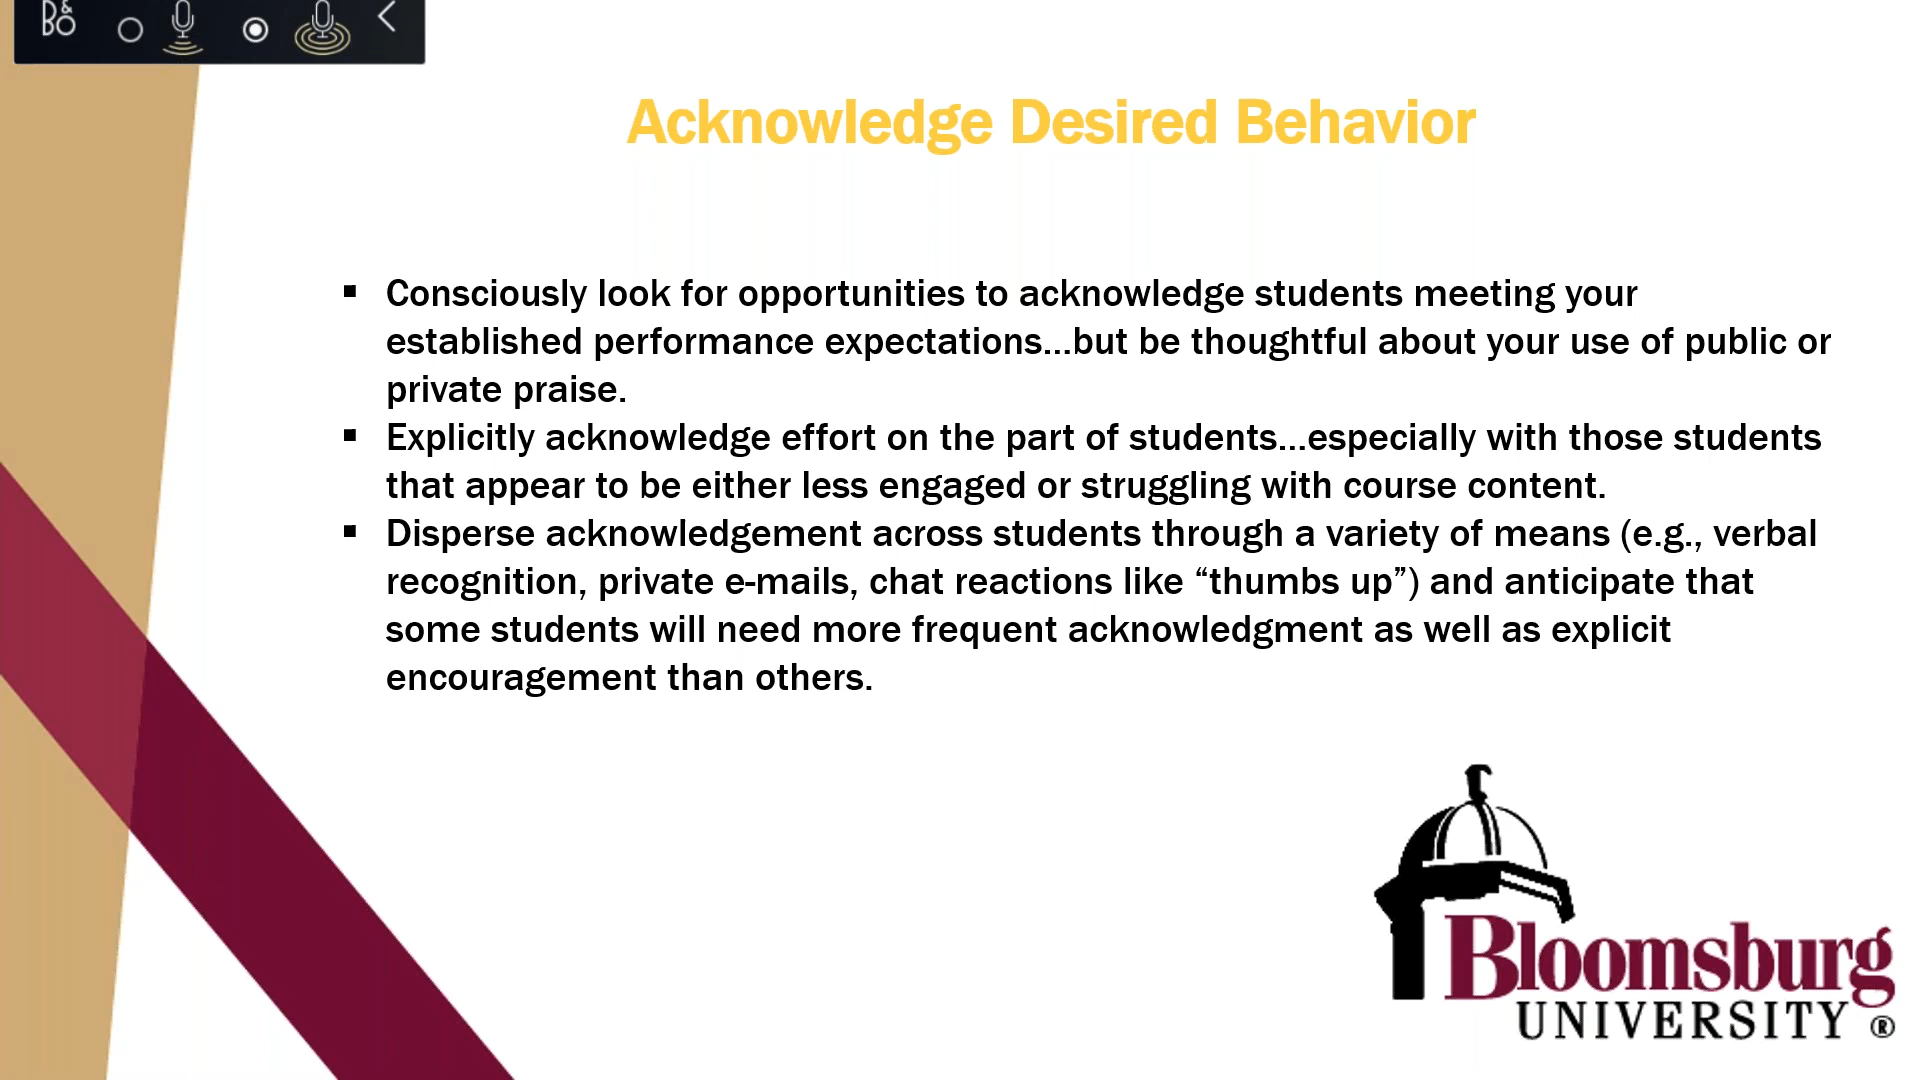 B&O
Acknowledge Desired Behavior
▪ Consciously look for opportunities to acknowledge students meeting your
established performance expectations...but be thoughtful about your use of public or
private praise.
▪ Explicitly acknowledge effort on the part of students...especially with those students
that appear to be either less engaged or struggling with course content.
▪ Disperse acknowledgement across students through a variety of means (e.g., verbal
recognition, private e-mails, chat reactions like “thumbs up”) and anticipate that
some students will need more frequent acknowledgment as well as explicit
encouragement than others.
Bloomsburg
UNIVERSITY ®